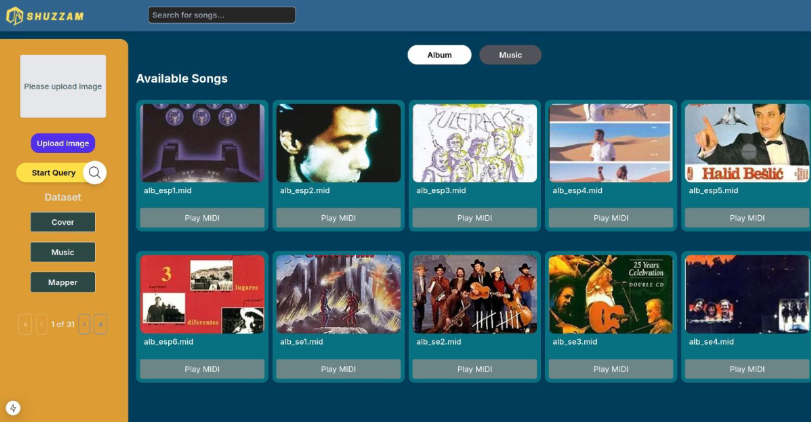 SHUZZAM
Search for songs...
Album
Music
Please upload image
Upload Image
Start Query
Dataset
Cover
Music
Mapper
1 of 31
Available Songs
YULETRACKS
Halid Bešlić
alb_esp1.mid
alb_esp2.mid
alb_esp3.mid
alb_esp4.mid
alb_esp5.mid
Play MIDI
Play MIDI
Play MIDI
Play MIDI
Play MIDI
3
lugares
diferentes
25 Years
Celebration
DOUBLE CD
alb_esp6.mid
alb_se1.mid
alb_se2.mid
alb_se3.mid
alb_se4.mid
Play MIDI
Play MIDI
Play MIDI
Play MIDI
Play MIDI